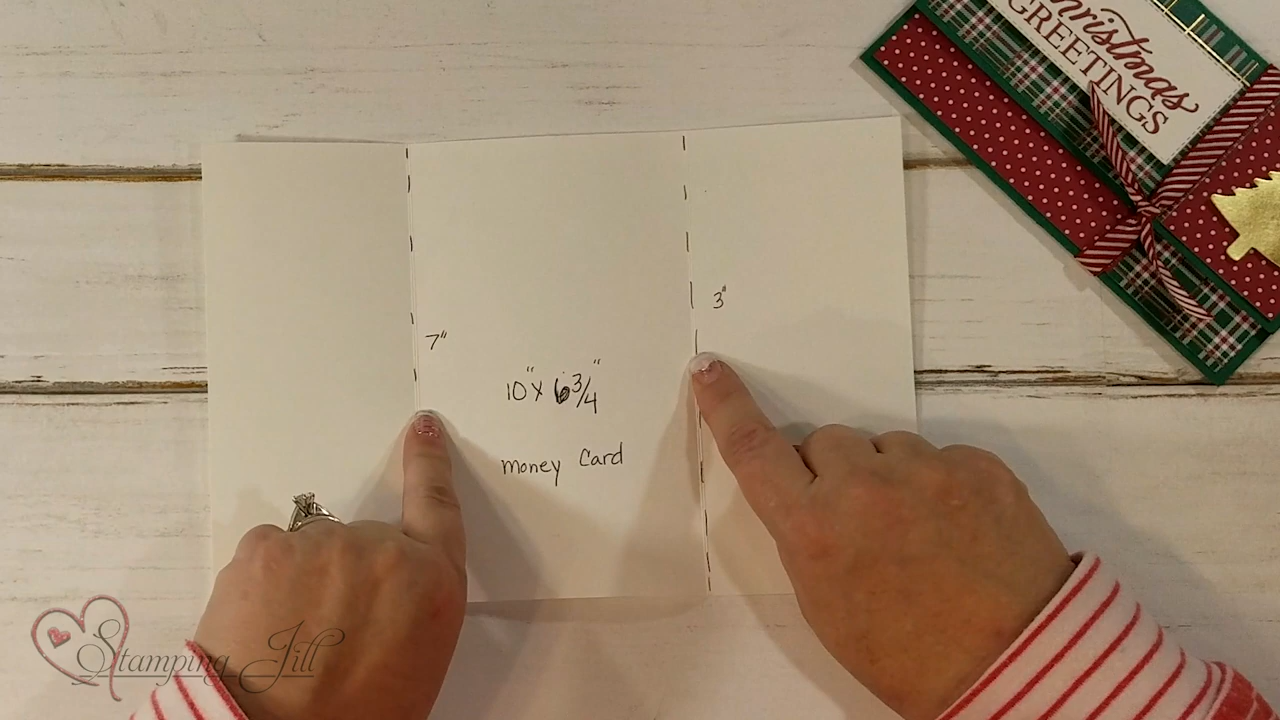 Christmas
GREETINGS
3"
7"
10" x 6 3/4"
Money Card
Stamping Jill